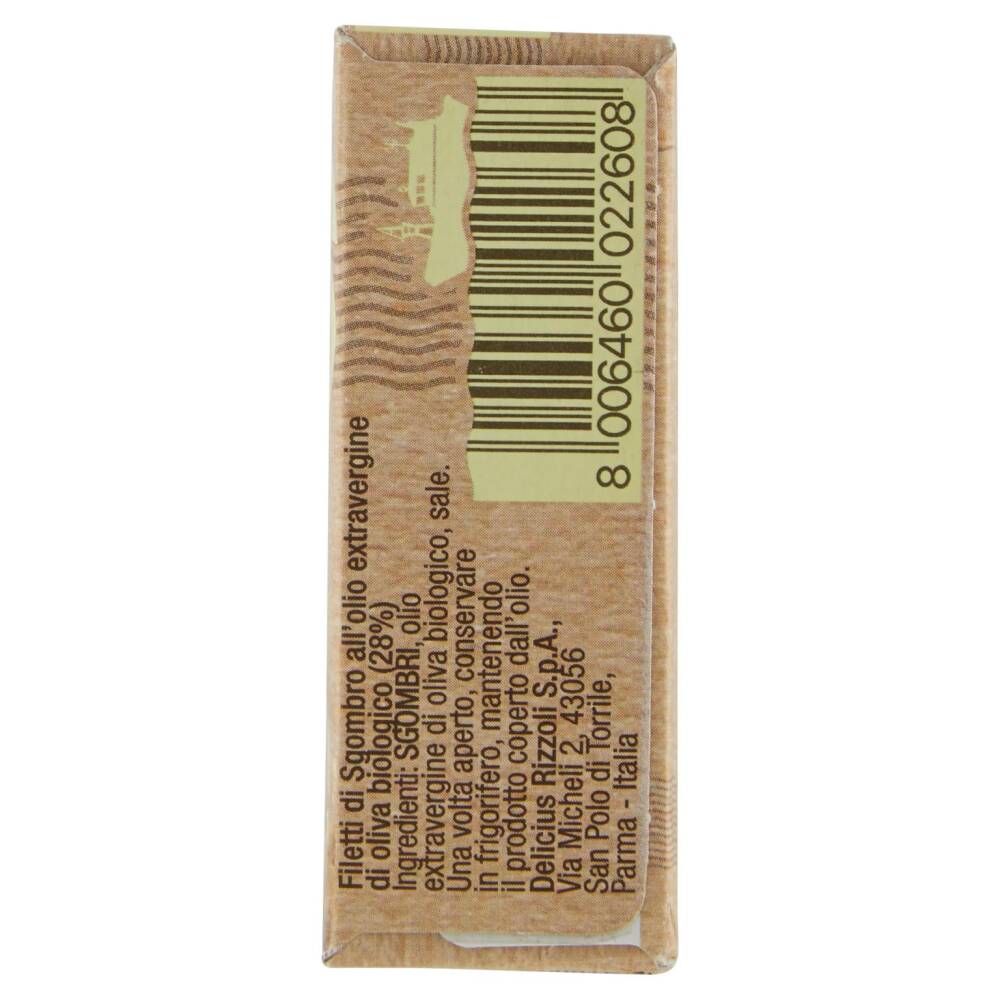 Filetti di Sgombro all'olio extravergine
di oliva biologico (28%)
Ingredienti: SGOMBRI, olio
extravergine di oliva biologico, sale.
Una volta aperto, conservare
in frigorifero, mantenendo
il prodotto coperto dall'olio.
Delicius Rizzoli S.p.A.,
Via Micheli 2, 43056
San Polo di Torrile,
Parma - Italia
8 006460 022608